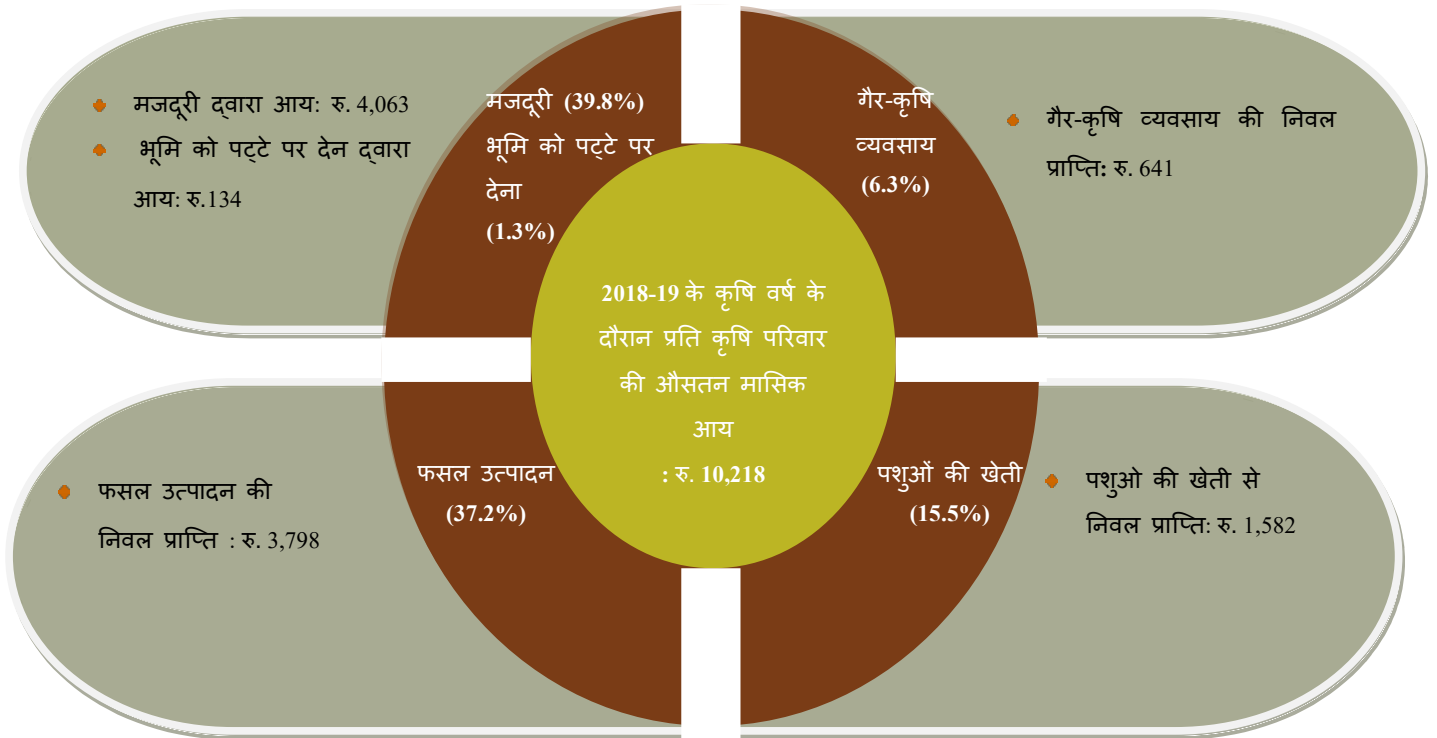 मजदूरी द्वारा आय: रु. 4,063
भूमि को पट्टे पर देन द्वारा
आय: रु.134
मजदूरी (39.8%)
भूमि को पट्टे पर
देना
(1.3%)
गैर-कृषि
व्यवसाय
(6.3%)
गैर-कृषि व्यवसाय की निवल
प्राप्ति: रु. 641
2018-19 के कृषि वर्ष के
दौरान प्रति कृषि परिवार
की औसतन मासिक
आय
: रु. 10,218
फसल उत्पादन की
निवल प्राप्ति : रु. 3,798
फसल उत्पादन
(37.2%)
पशुओं की खेती
(15.5%)
पशुओ की खेती से
निवल प्राप्ति: रु. 1,582